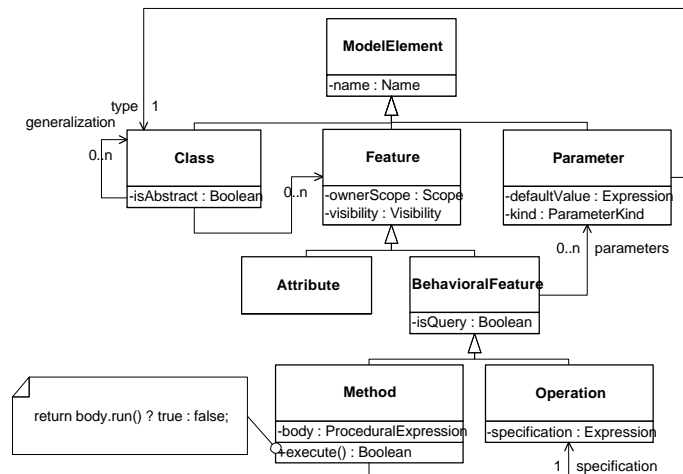 ModelElement
-name : Name
type 1
generalization
0..n
Class
-isAbstract : Boolean
0..n
Feature
-ownerScope : Scope
-visibility : Visibility
Parameter
-defaultValue : Expression
-kind : ParameterKind
0..n parameters
Attribute
BehavioralFeature
-isQuery : Boolean
return body.run() ? true : false;
Method
-body : ProceduralExpression
+execute() : Boolean
Operation
-specification : Expression
1 specification